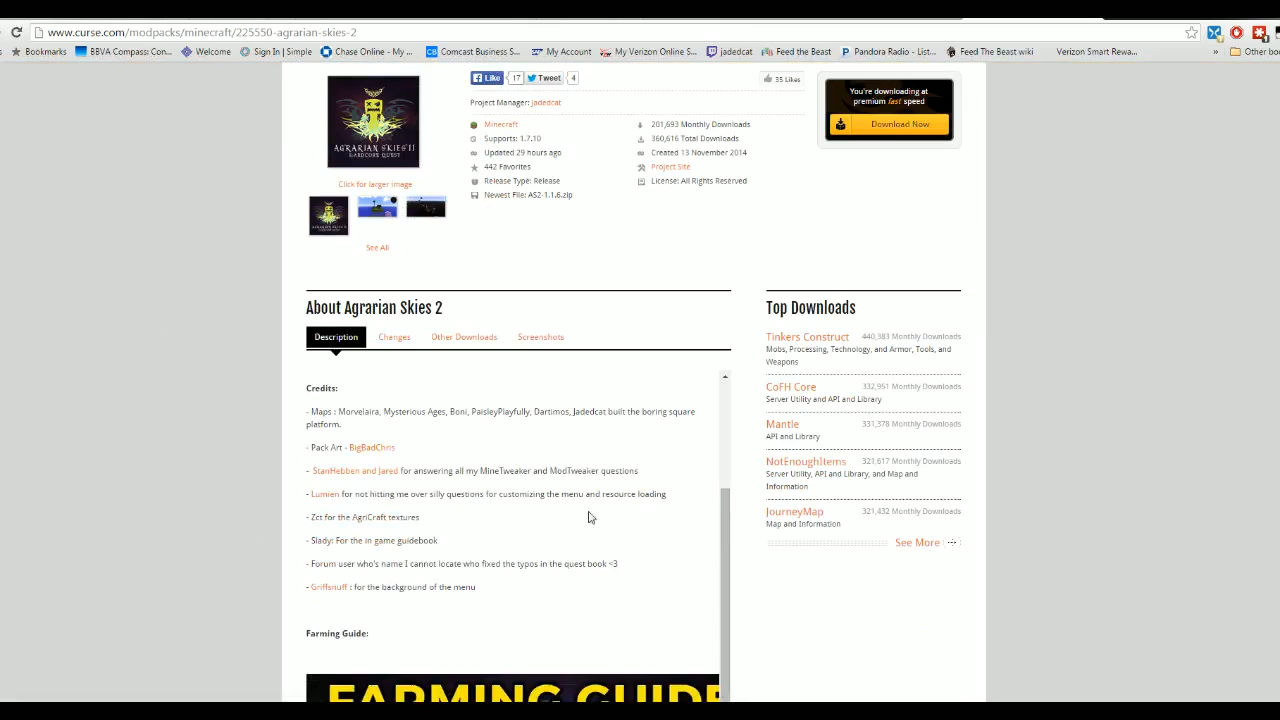 www.curse.com/modpacks/minecraft/225550-agrarian-skies-2
Bookmarks
BBVA Compass: Con...
Welcome
Sign In | Simple
Chase Online - My ...
Comcast Business S...
My Account
My Verizon Online S...
jadedcat
Feed the Beast
Pandora Radio - List...
Feed The Beast wiki
Verizon Smart Rewa...
»
Other boo
AGRARIAN SKIES II
HARDCORE QUEST
Click for larger image
See All
Like
17
Tweet
4
35 Likes
Project Manager: Jadedcat
Minecraft
Supports: 1.7.10
Updated 29 hours ago
442 Favorites
Release Type: Release
Newest File: AS2-1.1.6.zip
201,693 Monthly Downloads
360,616 Total Downloads
Created 13 November 2014
Project Site
License: All Rights Reserved
You're downloading at
premium fast speed
Download Now
About Agrarian Skies 2
Description
Changes
Other Downloads
Screenshots
Credits:
- Maps : Morvelaira, Mysterious Ages, Boni, PaisleyPlayfully, Dartimos, Jadedcat built the boring square
platform.
- Pack Art - BigBadChris
- StanHebben and Jared for answering all my MineTweaker and ModTweaker questions
- Lumien for not hitting me over silly questions for customizing the menu and resource loading
- Zct for the AgriCraft textures
- Slady: For the in game guidebook
- Forum user who's name I cannot locate who fixed the typos in the quest book <3
- Griffsnuff : for the background of the menu
Farming Guide:
FARMING GUIDE
Top Downloads
Tinkers Construct
440,383 Monthly Downloads
Mobs, Processing, Technology, and Armor, Tools, and
Weapons
CoFH Core
332,951 Monthly Downloads
Server Utility and API and Library
Mantle
331,378 Monthly Downloads
API and Library
NotEnoughItems
321,617 Monthly Downloads
Server Utility, API and Library, and Map and
Information
JourneyMap
321,432 Monthly Downloads
Map and Information
See More